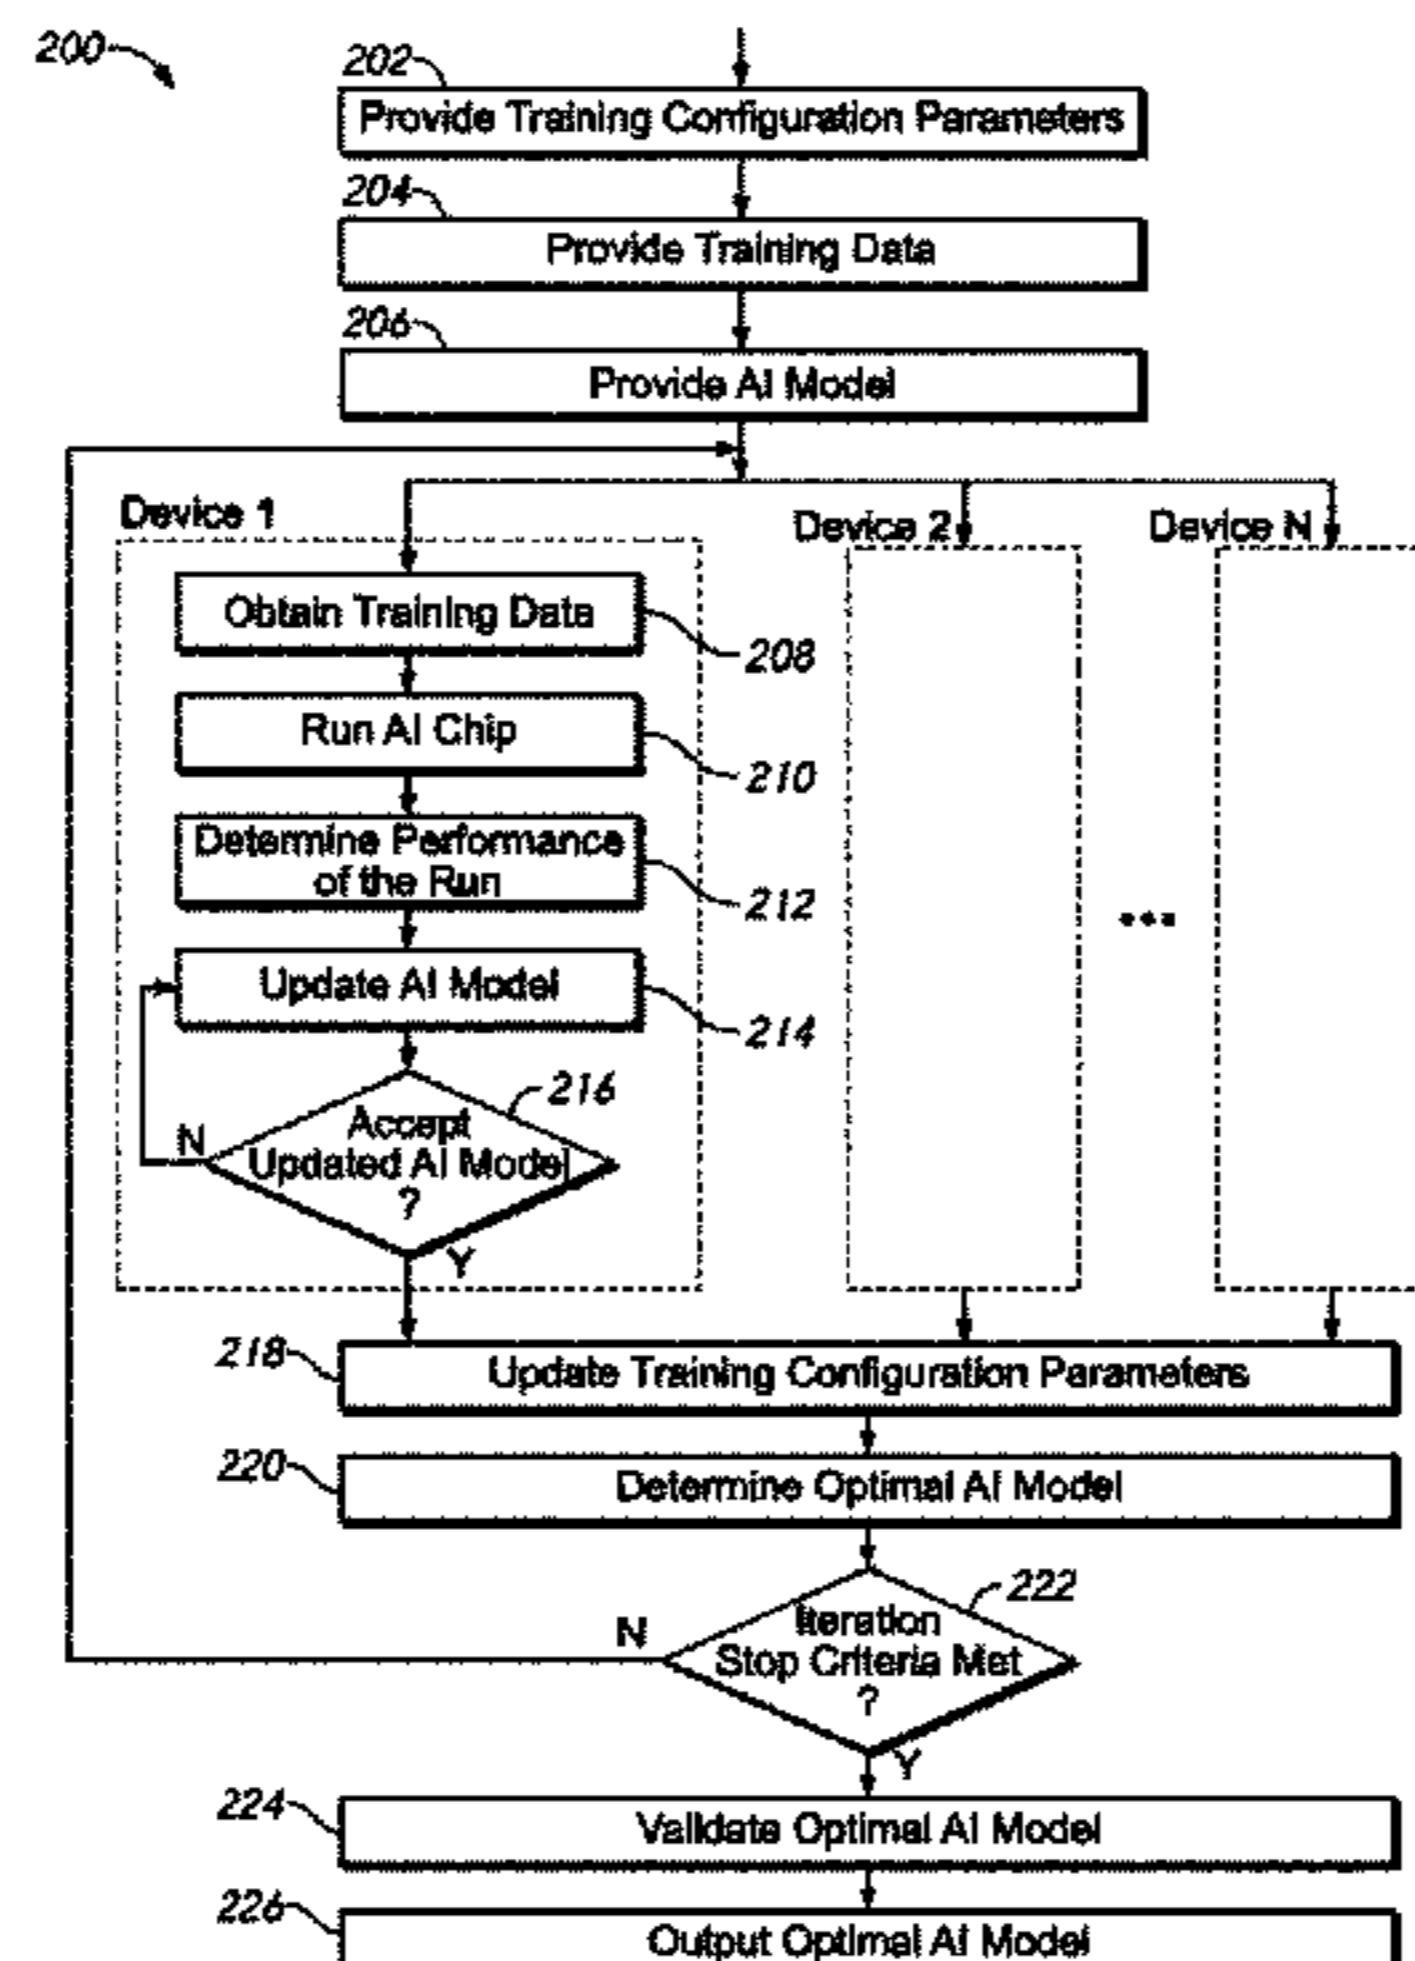 200
202
Provide Training Configuration Parameters
204
Provide Training Data
206
Provide AI Model
Device 1
Device 2
Device N
Obtain Training Data
208
Run AI Chip
210
Determine Performance
of the Run
212
...
Update AI Model
214
216
Accept
N
Updated AI Model
?
Y
218
Update Training Configuration Parameters
220
Determine Optimal AI Model
222
Iteration
N
Stop Criteria Met
?
Y
224
Validate Optimal AI Model
226
Output Optimal AI Model